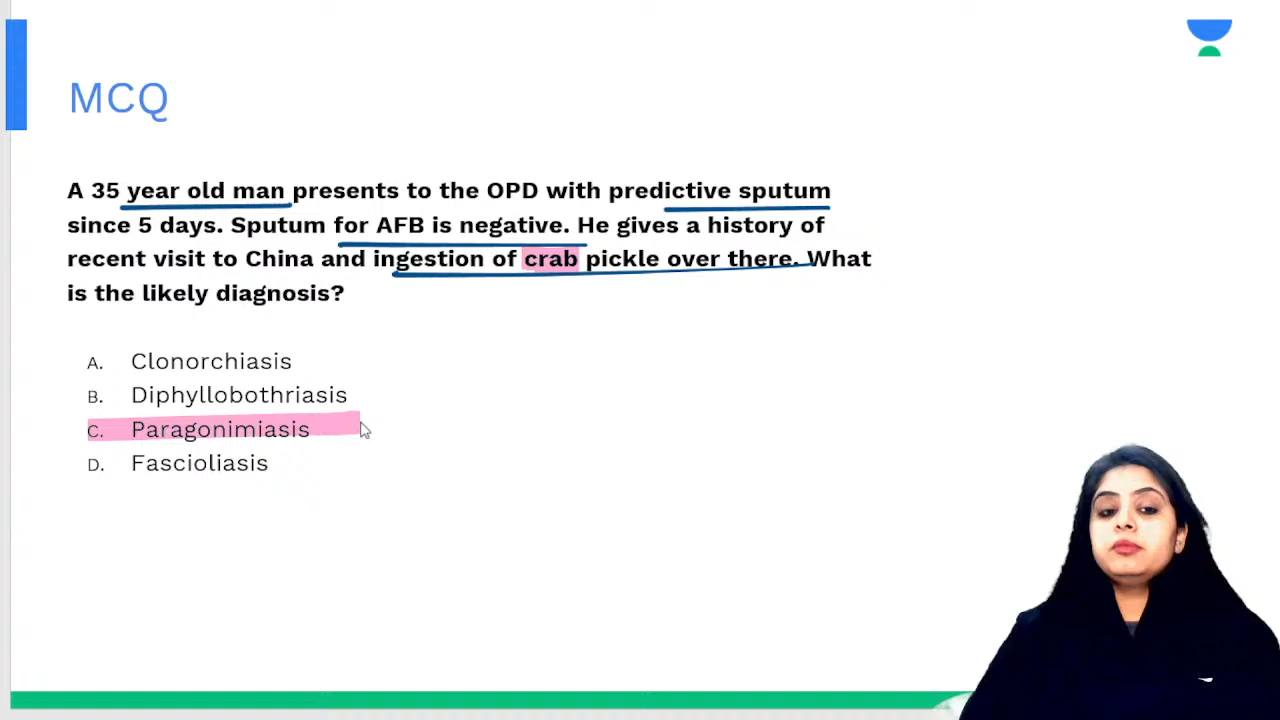 MCQ
A 35 year old man presents to the OPD with predictive sputum
since 5 days. Sputum for AFB is negative. He gives a history of
recent visit to China and ingestion of crab pickle over there. What
is the likely diagnosis?
A. Clonorchiasis
B. Diphyllobothriasis
C. Paragonimiasis
D. Fascioliasis